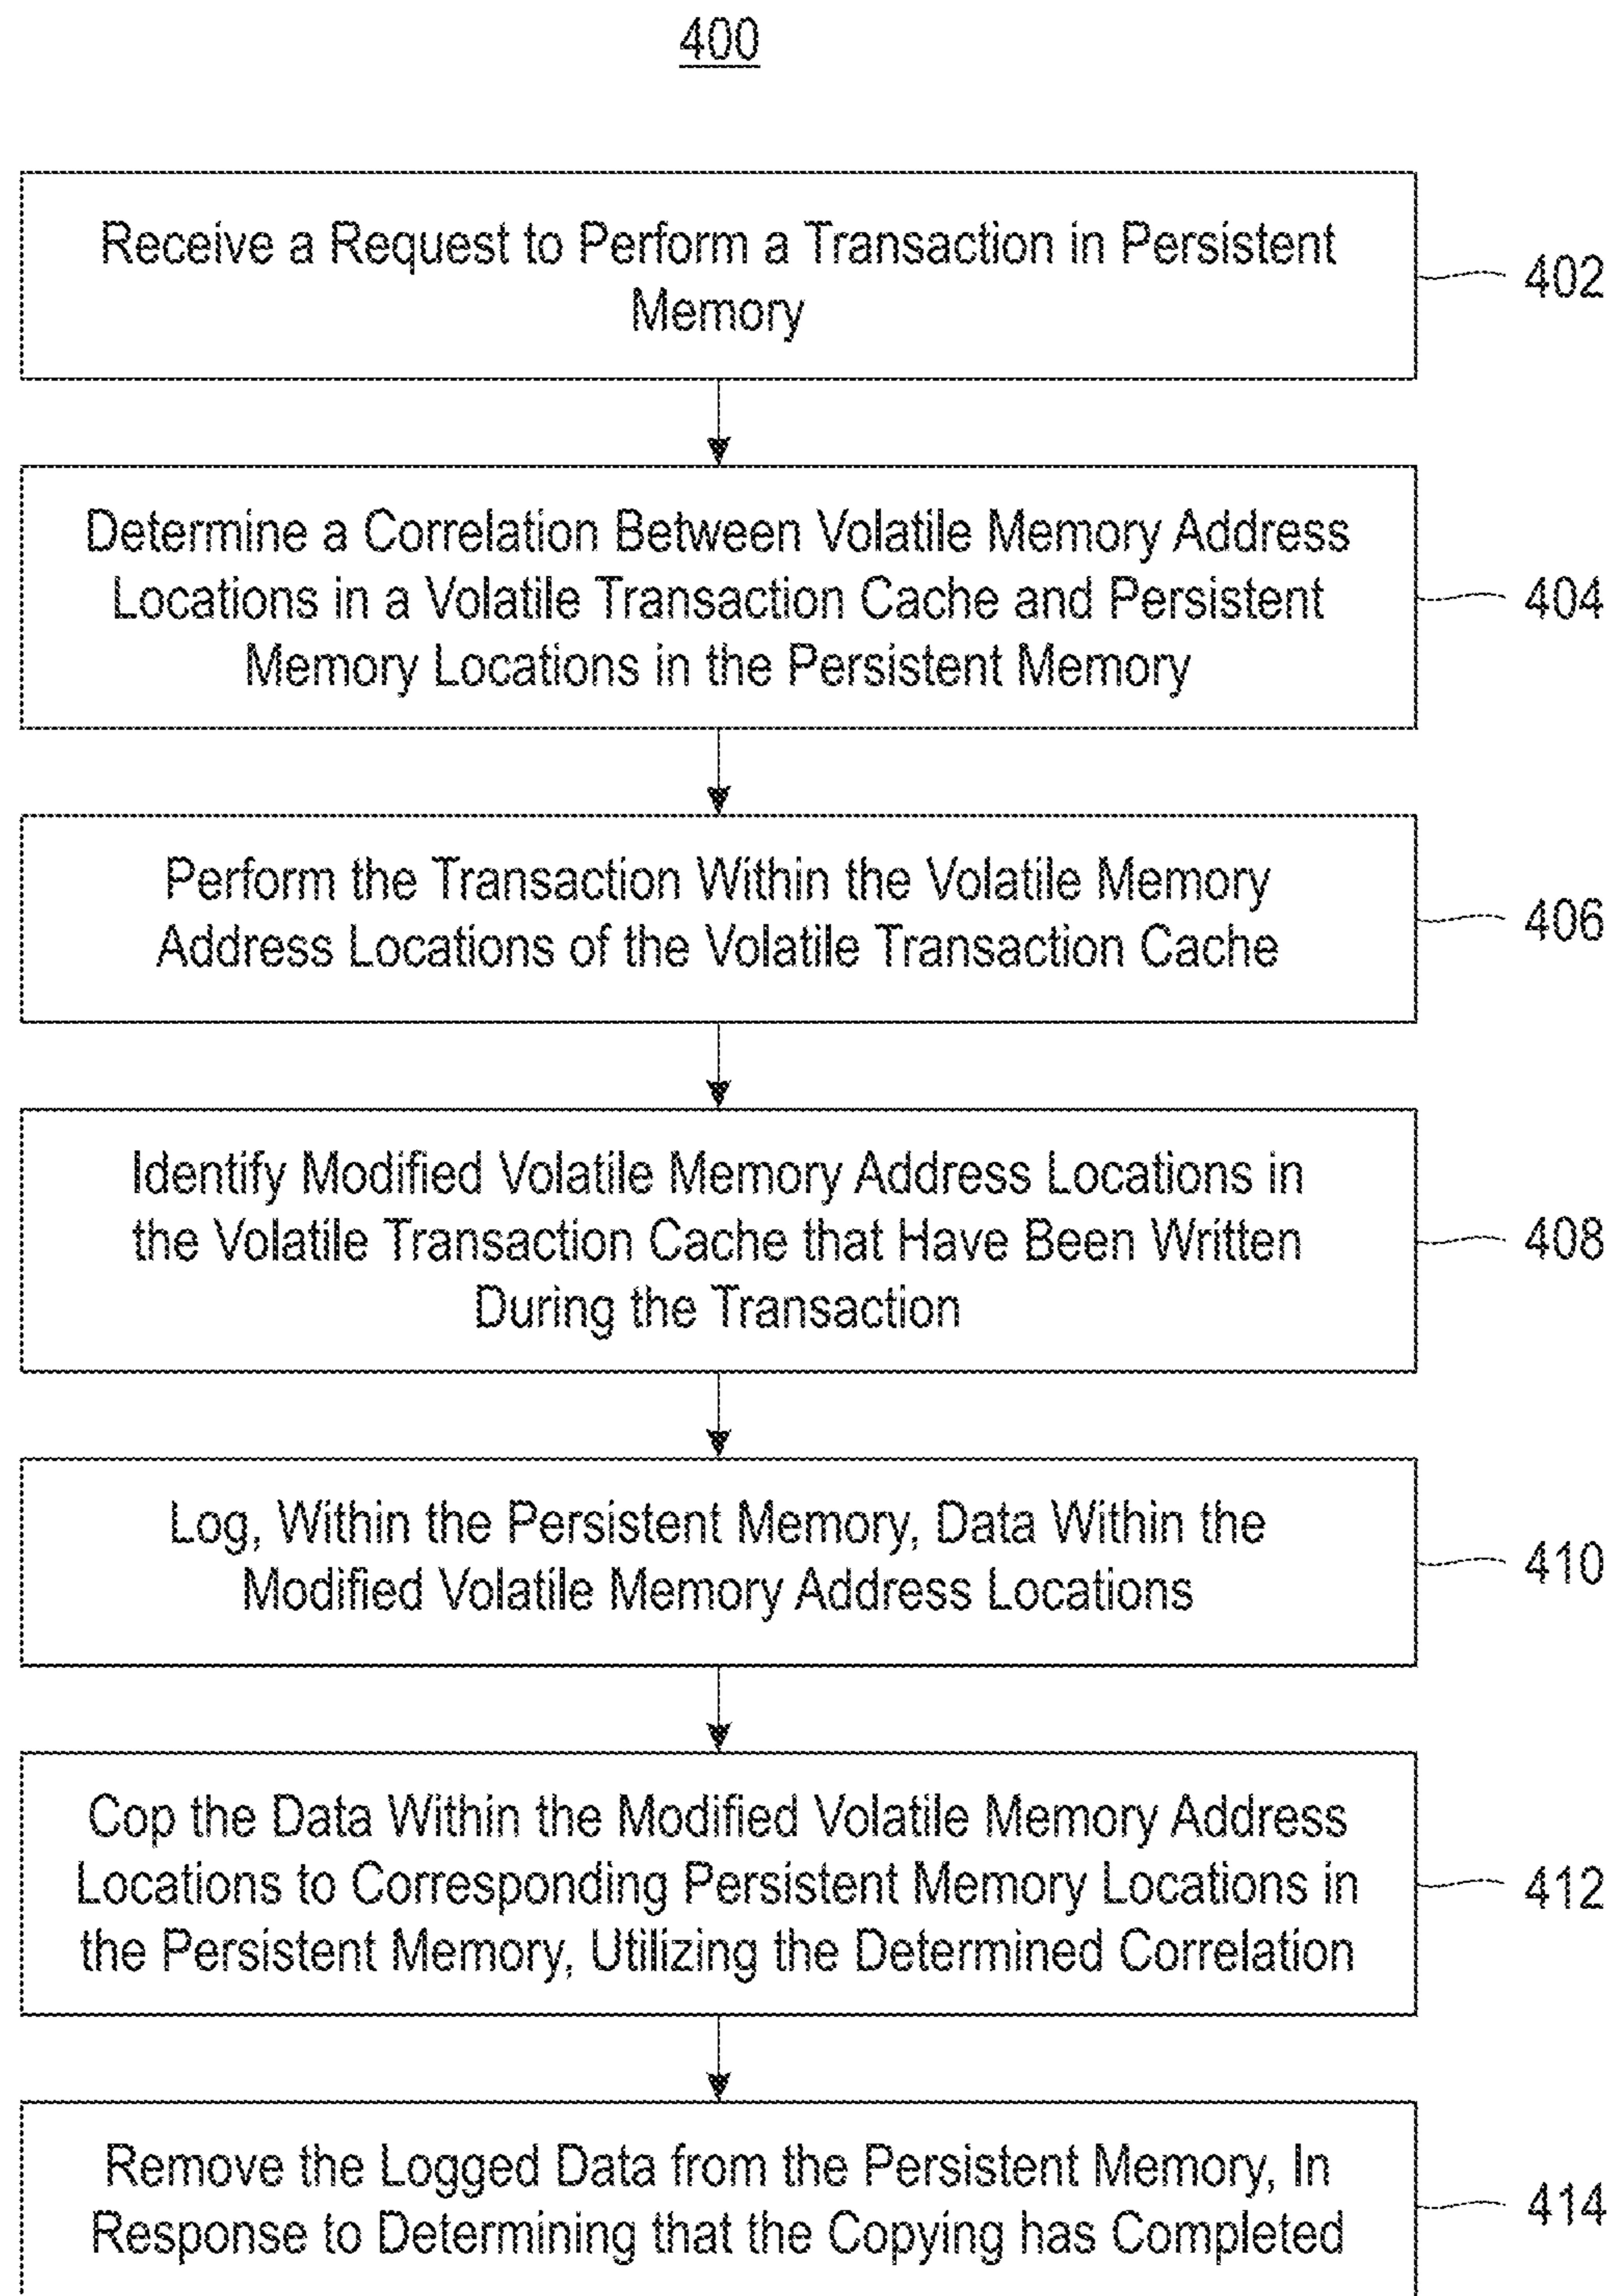 400
Receive a Request to Perform a Transaction in Persistent
Memory
402
Determine a Correlation Between Volatile Memory Address
Locations in a Volatile Transaction Cache and Persistent
Memory Locations in the Persistent Memory
404
Perform the Transaction Within the Volatile Memory
Address Locations of the Volatile Transaction Cache
406
Identify Modified Volatile Memory Address Locations in
the Volatile Transaction Cache that Have Been Written
During the Transaction
408
Log, Within the Persistent Memory, Data Within the
Modified Volatile Memory Address Locations
410
Cop the Data Within the Modified Volatile Memory Address
Locations to Corresponding Persistent Memory Locations in
the Persistent Memory, Utilizing the Determined Correlation
412
Remove the Logged Data from the Persistent Memory, In
Response to Determining that the Copying has Completed
414